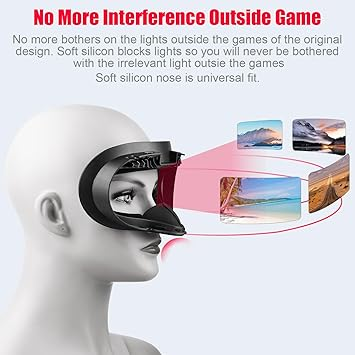 No More Interference Outside Game
No more bothers on the lights outside the games of the original
design. Soft silicon blocks lights so you will never be bothered
with the irrelevant light outsie the games
Soft silicon nose is universal fit.